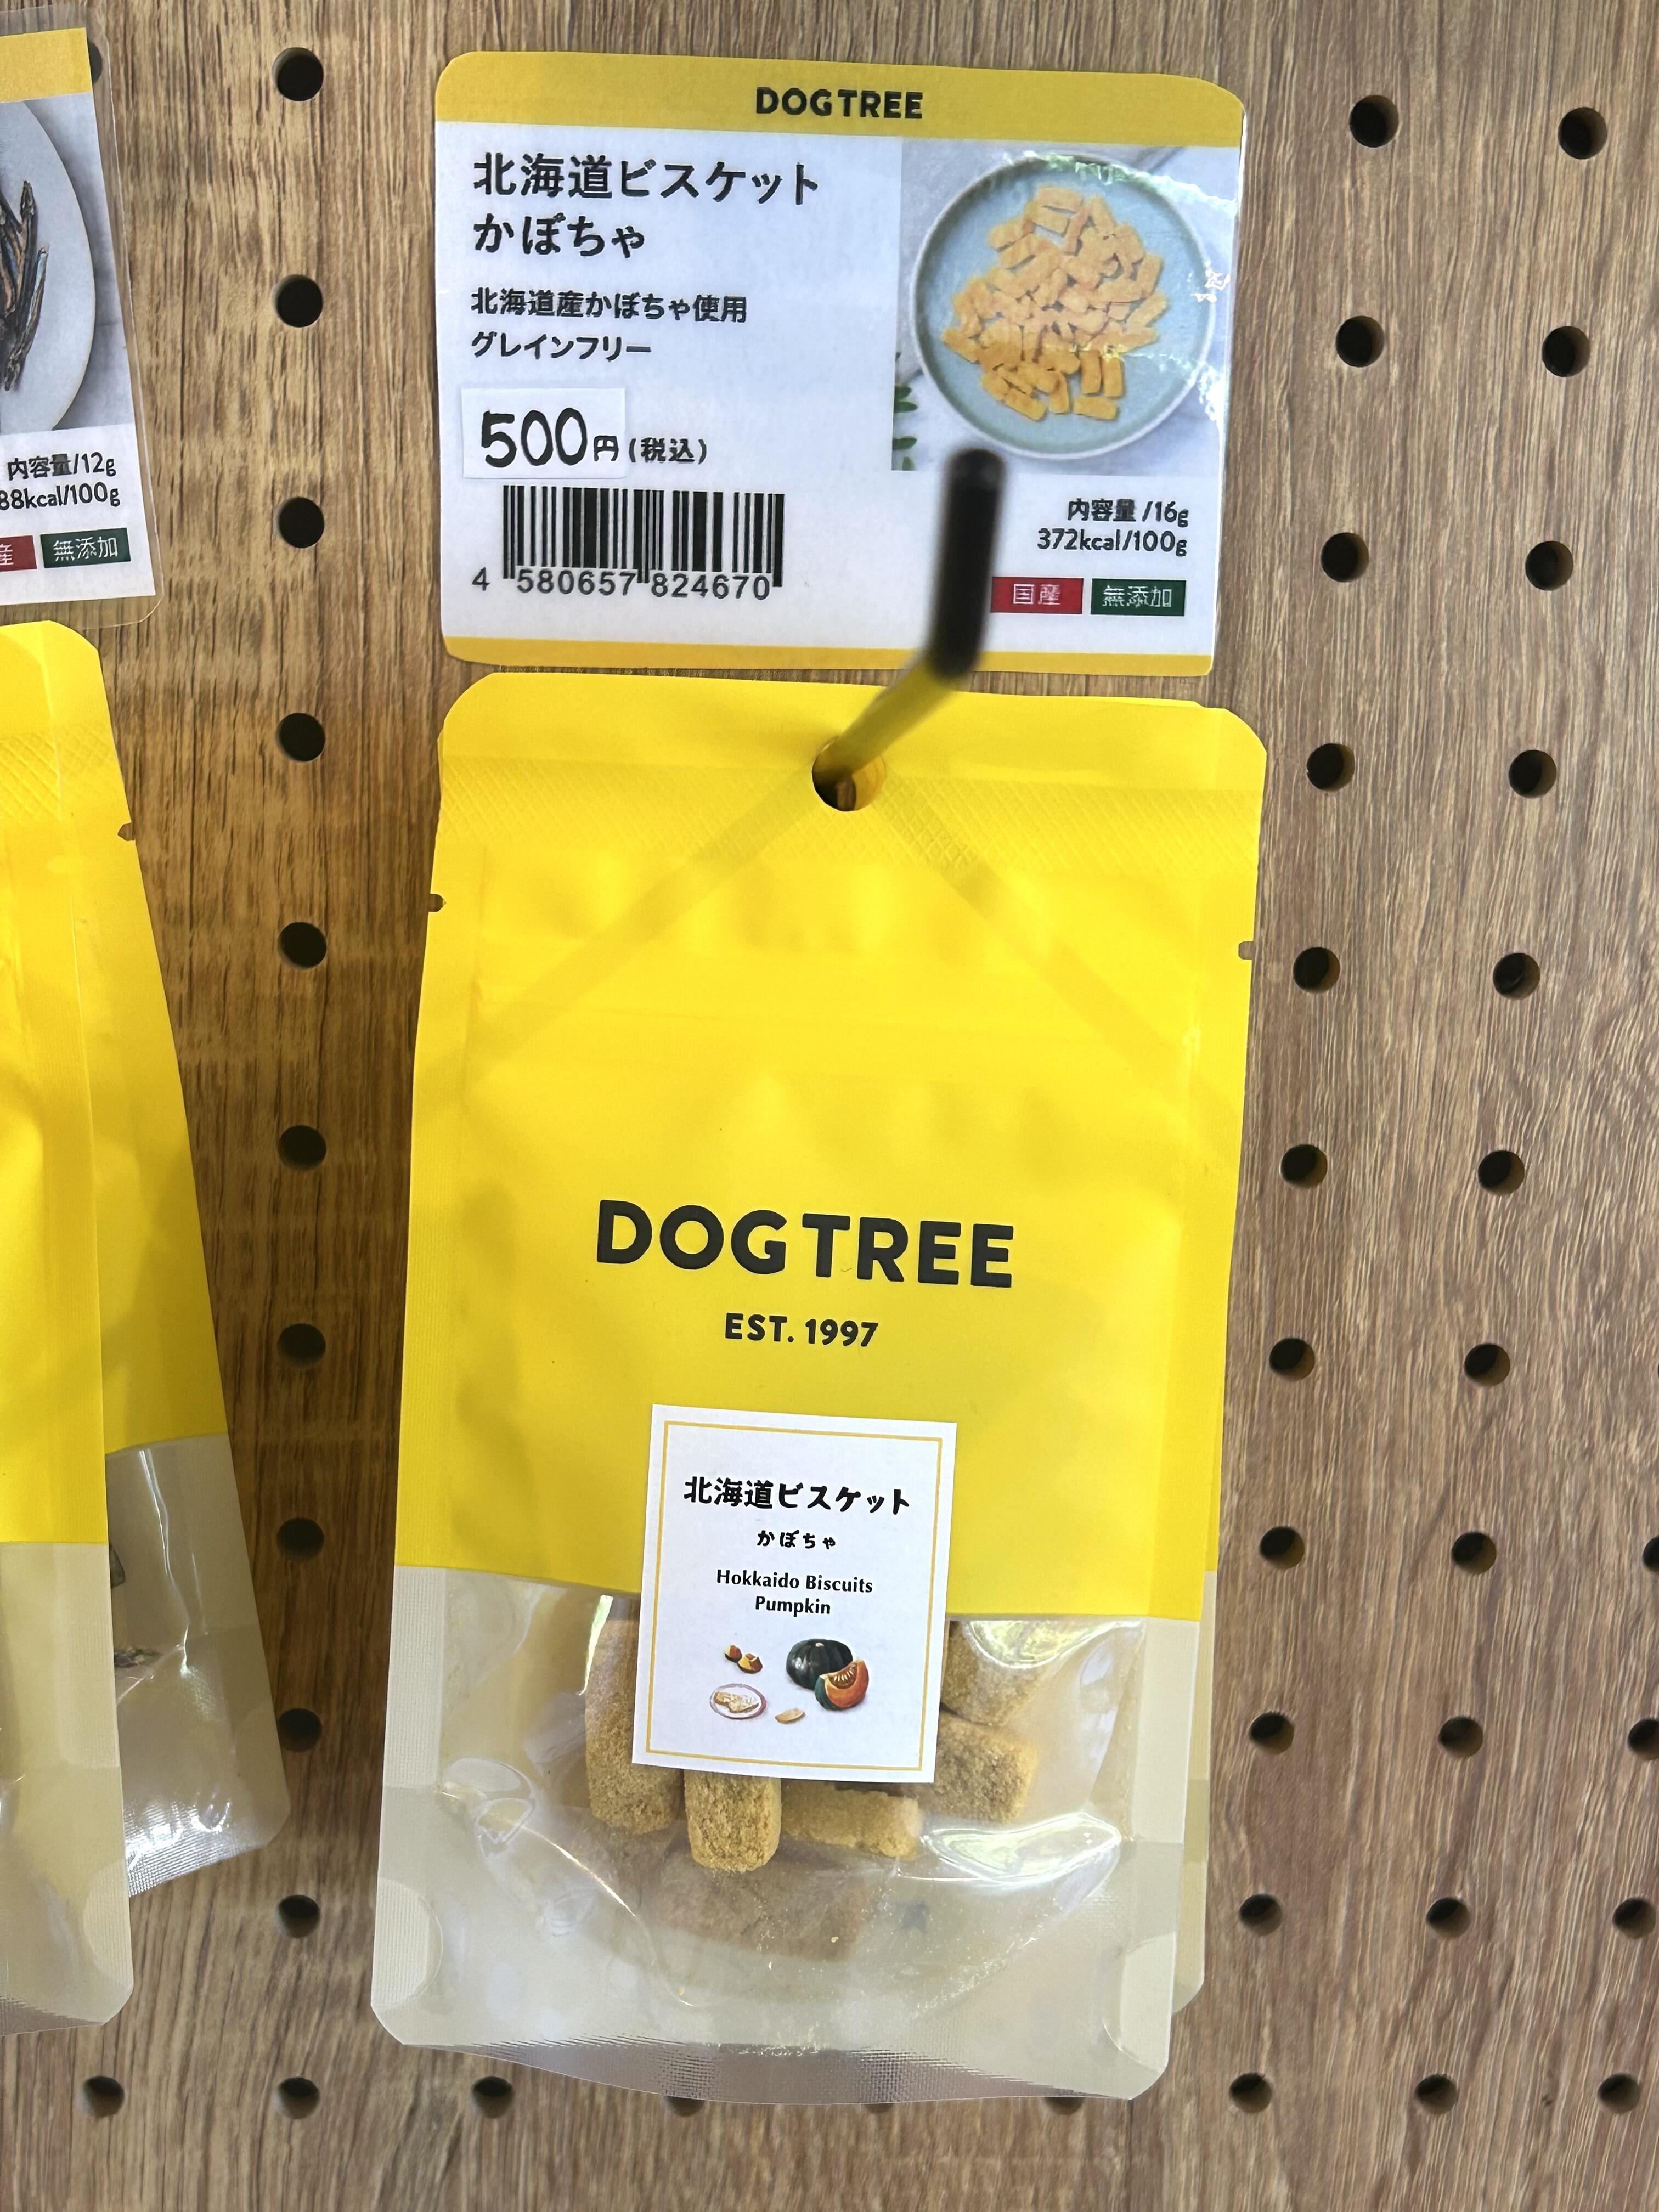 DOGTREE
北海道ビスケット
かぼちゃ
北海道産かぼちゃ使用
グレインフリー
500円(税込)
4 580657 824670
内容量 /16g
372kcal/100g
国産 無添加
内容量/12g
88kcal/100g
産 無添加
DOGTREE
EST. 1997
北海道ビスケット
かぼちゃ
Hokkaido Biscuits
Pumpkin